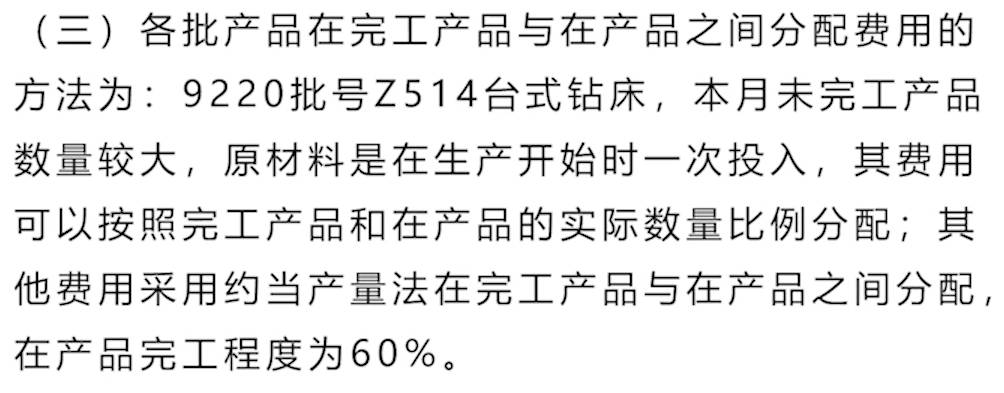 （三）各批产品在完工产品与在产品之间分配费用的
方法为：9220批号Z514台式钻床，本月未完工产品
数量较大，原材料是在生产开始时一次投入，其费用
可以按照完工产品和在产品的实际数量比例分配；其
他费用采用约当产量法在完工产品与在产品之间分配，
在产品完工程度为60%。